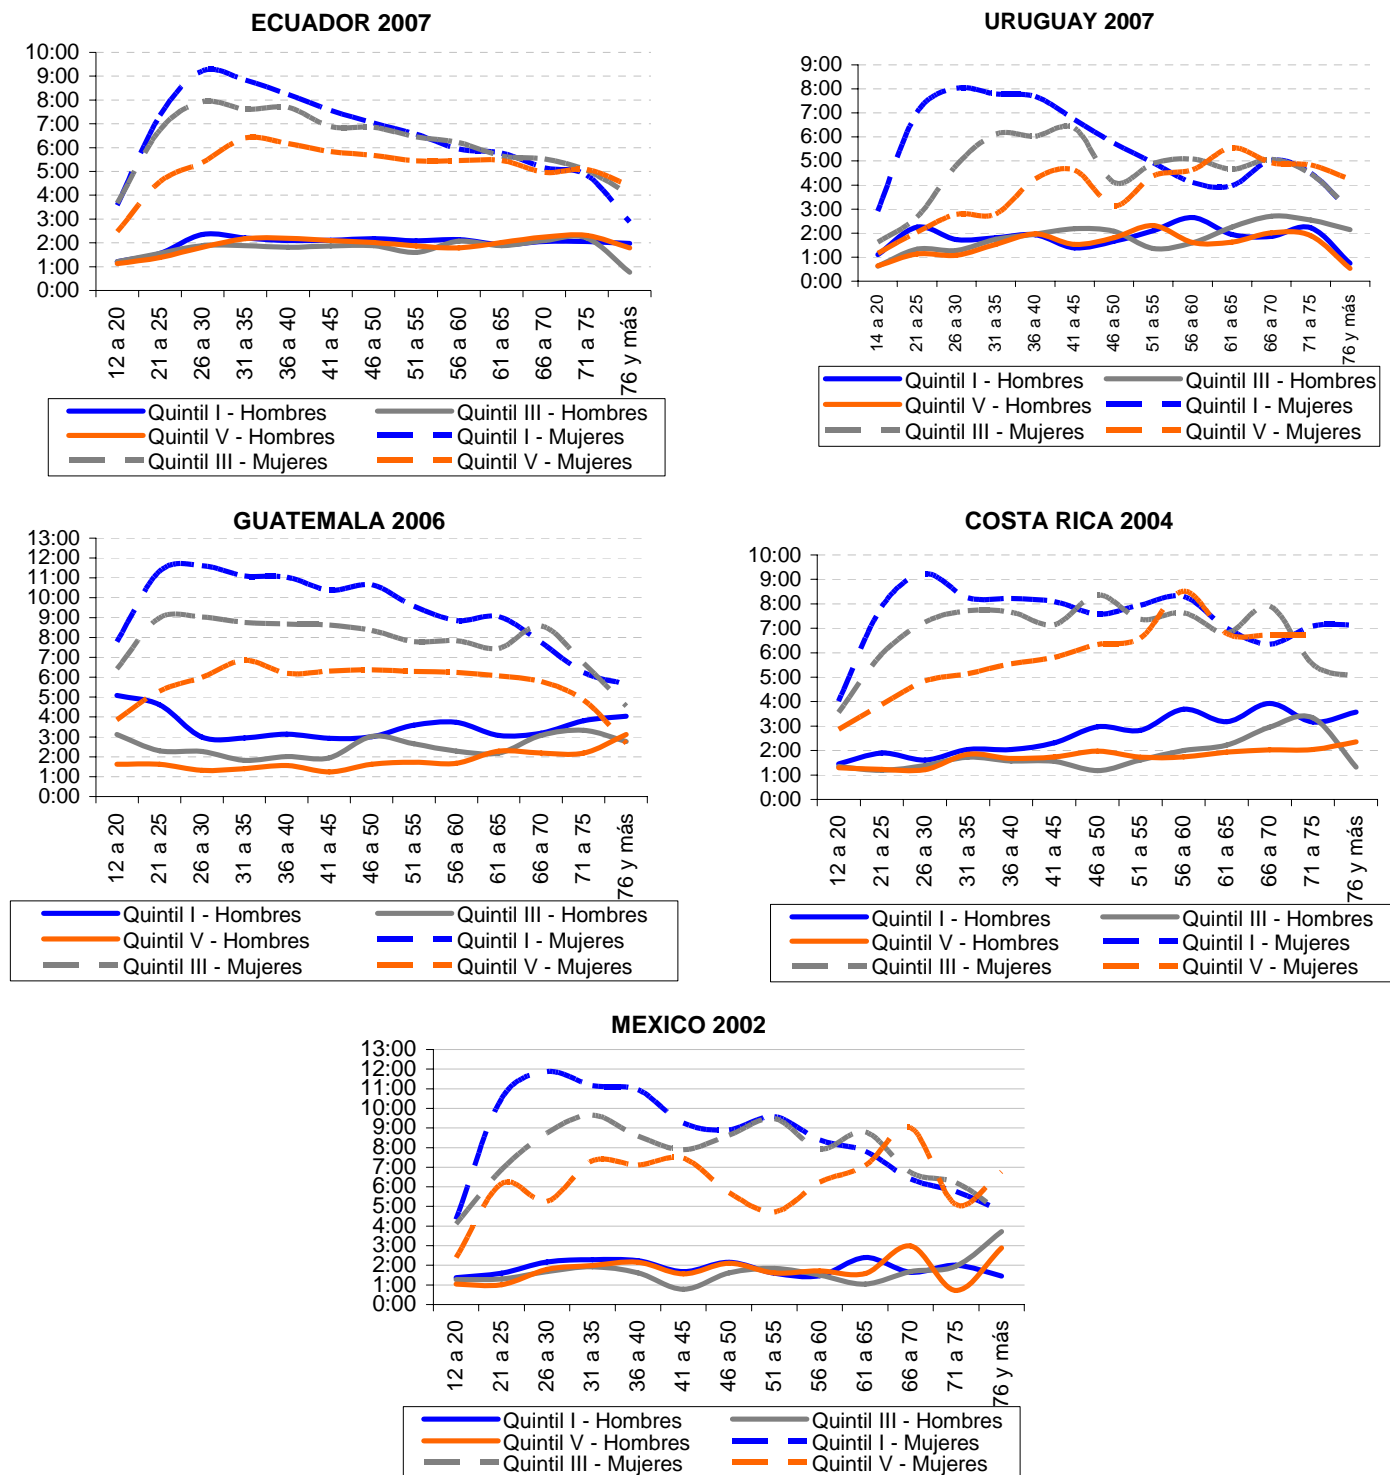 ECUADOR 2007
10:00
9:00
8:00
7:00
6:00
5:00
4:00
3:00
2:00
1:00
0:00
12 a 20
21 a 25
26 a 30
31 a 35
36 a 40
41 a 45
46 a 50
51 a 55
56 a 60
61 a 65
66 a 70
71 a 75
76 y más
Quintil I - Hombres Quintil III - Hombres
Quintil V - Hombres Quintil I - Mujeres
Quintil III - Mujeres Quintil V - Mujeres
URUGUAY 2007
9:00
8:00
7:00
6:00
5:00
4:00
3:00
2:00
1:00
0:00
14 a 20
21 a 25
26 a 30
31 a 35
36 a 40
41 a 45
46 a 50
51 a 55
56 a 60
61 a 65
66 a 70
71 a 75
76 y más
Quintil I - Hombres Quintil III - Hombres
Quintil V - Hombres Quintil I - Mujeres
Quintil III - Mujeres Quintil V - Mujeres
GUATEMALA 2006
13:00
12:00
11:00
10:00
9:00
8:00
7:00
6:00
5:00
4:00
3:00
2:00
1:00
0:00
12 a 20
21 a 25
26 a 30
31 a 35
36 a 40
41 a 45
46 a 50
51 a 55
56 a 60
61 a 65
66 a 70
71 a 75
76 y más
Quintil I - Hombres Quintil III - Hombres
Quintil V - Hombres Quintil I - Mujeres
Quintil III - Mujeres Quintil V - Mujeres
COSTA RICA 2004
10:00
9:00
8:00
7:00
6:00
5:00
4:00
3:00
2:00
1:00
0:00
12 a 20
21 a 25
26 a 30
31 a 35
36 a 40
41 a 45
46 a 50
51 a 55
56 a 60
61 a 65
66 a 70
71 a 75
76 y más
Quintil I - Hombres Quintil III - Hombres
Quintil V - Hombres Quintil I - Mujeres
Quintil III - Mujeres Quintil V - Mujeres
MEXICO 2002
13:00
12:00
11:00
10:00
9:00
8:00
7:00
6:00
5:00
4:00
3:00
2:00
1:00
0:00
12 a 20
21 a 25
26 a 30
31 a 35
36 a 40
41 a 45
46 a 50
51 a 55
56 a 60
61 a 65
66 a 70
71 a 75
76 y más
Quintil I - Hombres Quintil III - Hombres
Quintil V - Hombres Quintil I - Mujeres
Quintil III - Mujeres Quintil V - Mujeres